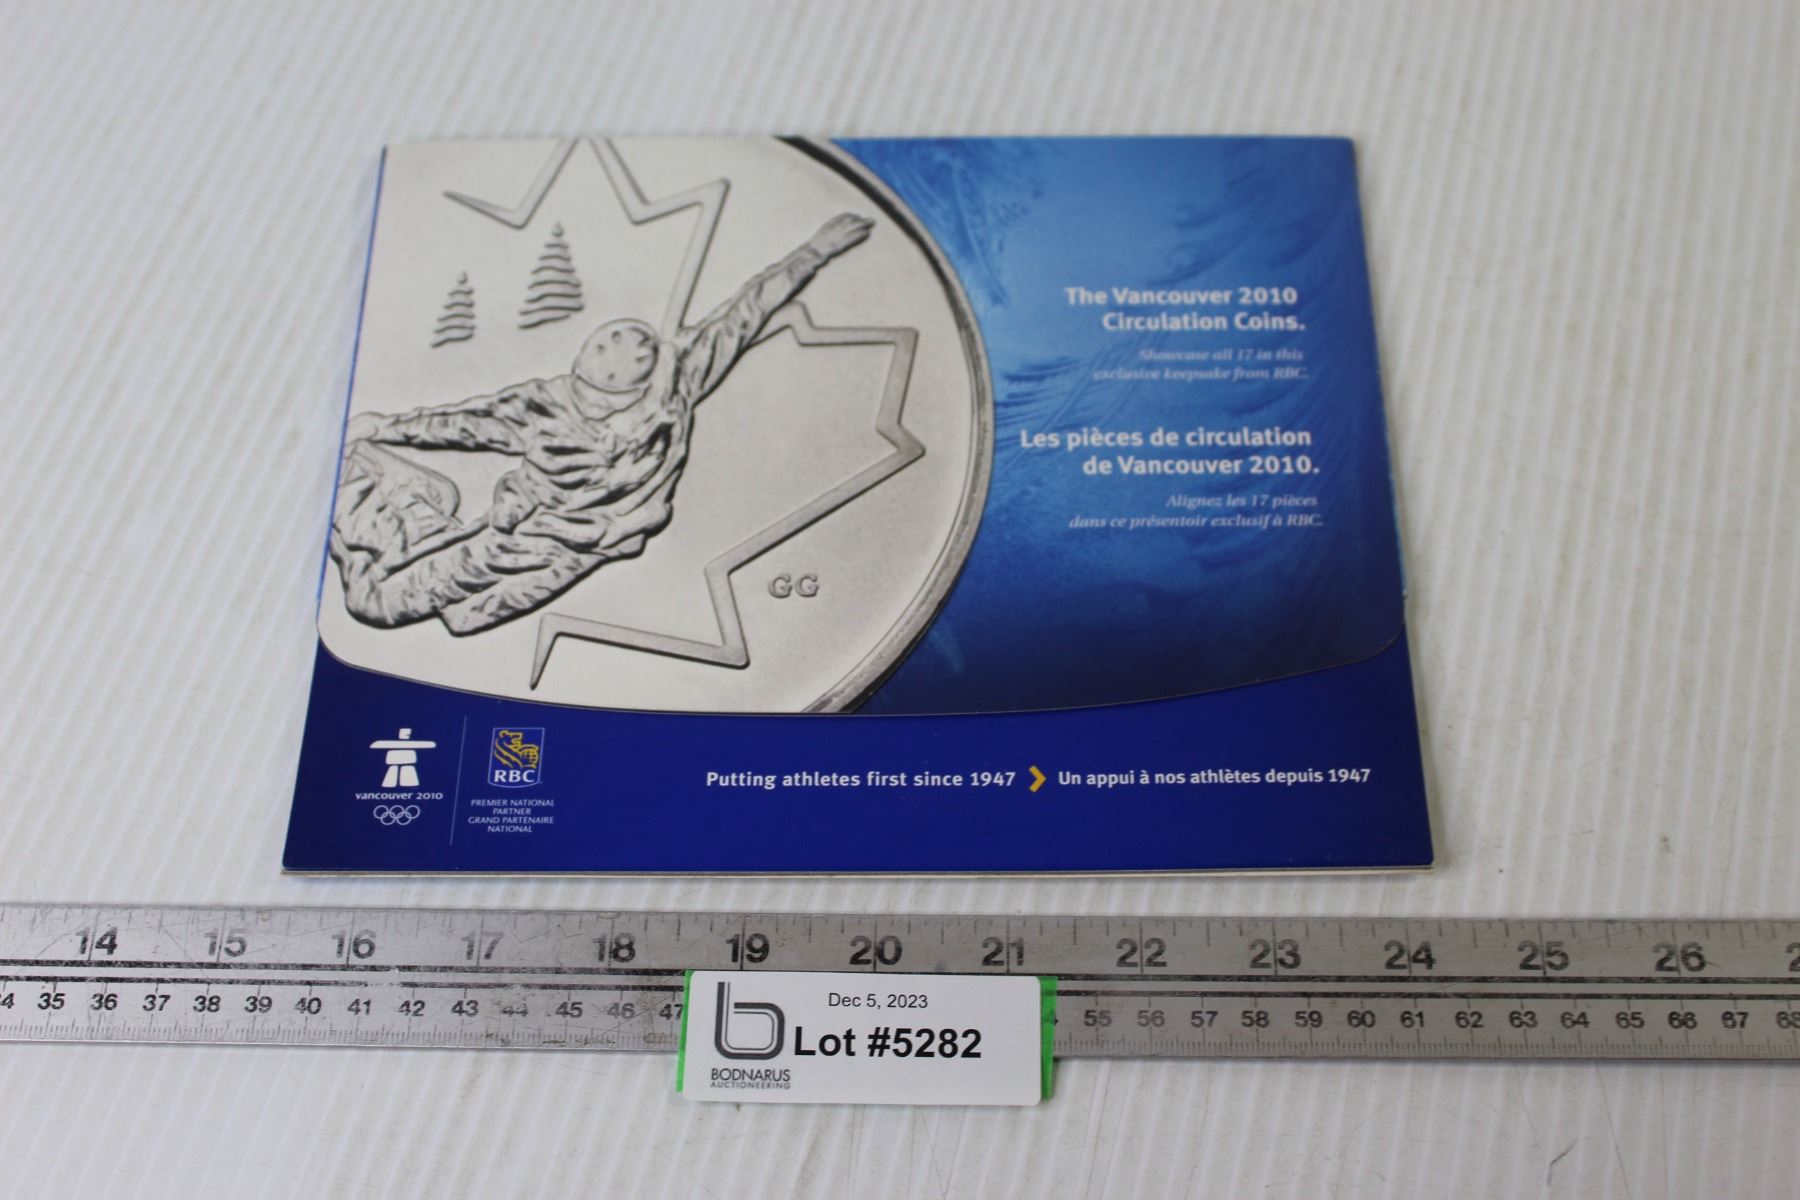 The Vancouver 2010
Circulation Coins.
Showcase all 17 in this
exclusive keepsake from RBC.
Les pièces de circulation
de Vancouver 2010.
Alignez les 17 pièces
dans ce présentoir exclusif à RBC.
GG
vancouver 2010
RBC
PREMIER NATIONAL
PARTNER
GRAND PARTENAIRE
NATIONAL
Putting athletes first since 1947 Un appui à nos athlètes depuis 1947
14 15 16 17 18 19 20 21 22 23 24 25 26
35 36 37 38 39 40 41 42 43 44 45 46 47 55 56 57 58 59 60 61 62 63 64 65 66 67 68
Dec 5, 2023
Lot #5282
BODNARUS
AUCTIONEERING